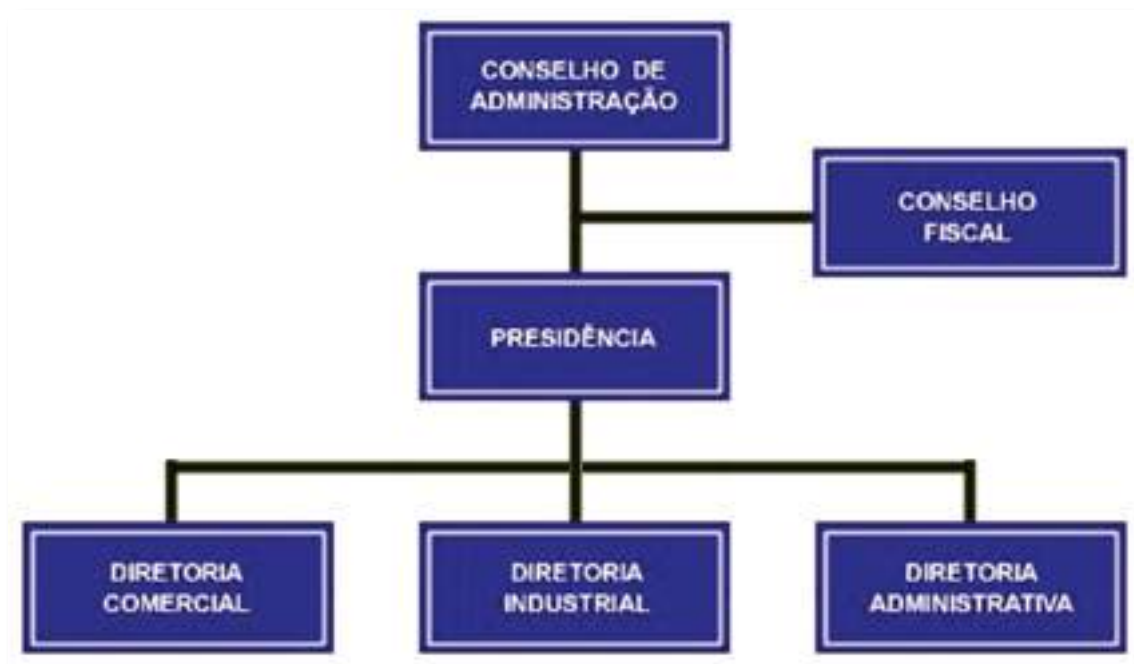 CONSELHO DE
ADMINISTRAÇÃO
CONSELHO
FISCAL
PRESIDÊNCIA
DIRETORIA
COMERCIAL
DIRETORIA
INDUSTRIAL
DIRETORIA
ADMINISTRATIVA